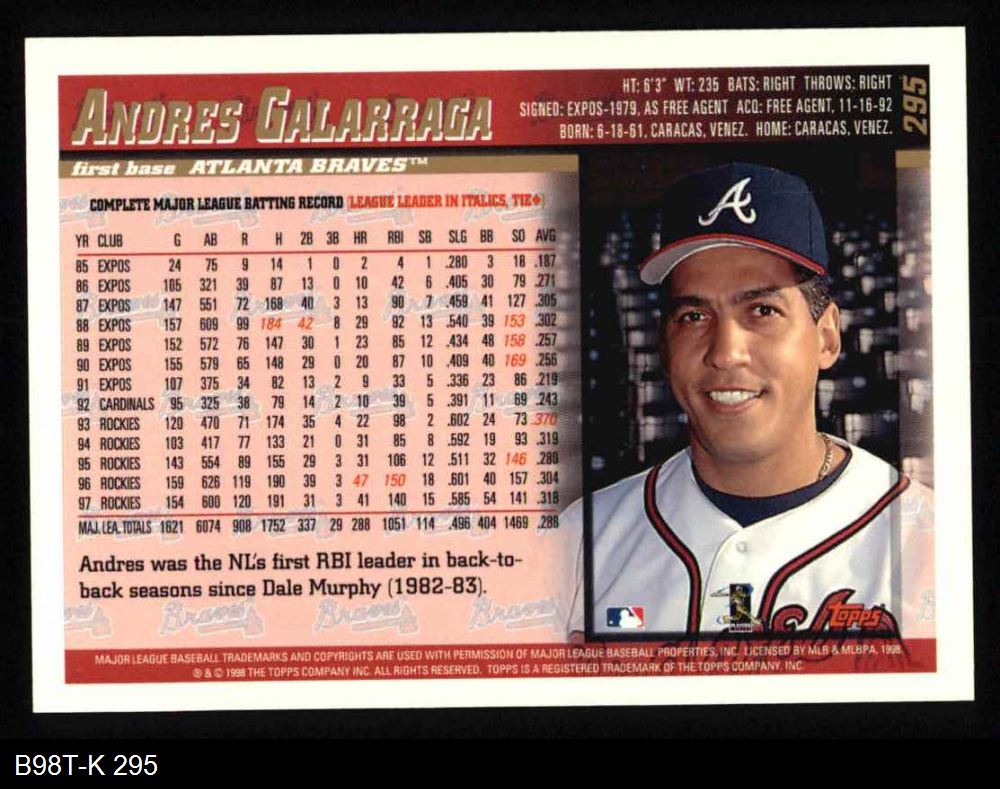 ANDRES GALARRAGA
HT: 6'3" WT: 235 BATS: RIGHT THROWS: RIGHT
SIGNED: EXPOS-1979, AS FREE AGENT ACQ: FREE AGENT, 11-16-92
BORN: 6-18-61, CARACAS, VENEZ. HOME: CARACAS, VENEZ.
295
first base ATLANTA BRAVES™
COMPLETE MAJOR LEAGUE BATTING RECORD (LEAGUE LEADER IN ITALICS, TIE◆)
YR CLUB G AB R H 2B 3B HR RBI SB SLG BB SO AVG
85 EXPOS 24 75 9 14 1 0 2 4 1 .280 3 18 .187
86 EXPOS 105 321 39 87 13 0 10 42 6 .405 30 79 .271
87 EXPOS 147 551 72 168 40 3 13 90 7 .459 41 127 .305
88 EXPOS 157 609 99 184 42 8 29 92 13 .540 39 153 .302
89 EXPOS 152 572 76 147 30 1 23 85 12 .434 48 158 .257
90 EXPOS 155 579 65 148 29 0 20 87 10 .409 40 169 .256
91 EXPOS 107 375 34 82 13 2 9 33 5 .336 23 86 .219
92 CARDINALS 95 325 38 79 14 2 10 39 5 .391 11 69 .243
93 ROCKIES 120 470 71 174 35 4 22 98 2 .602 24 73 .370
94 ROCKIES 103 417 77 133 21 0 31 85 8 .592 19 93 .319
95 ROCKIES 143 554 89 155 29 3 31 106 12 .511 32 146 .280
96 ROCKIES 159 626 119 190 39 3 47 150 18 .601 40 157 .304
97 ROCKIES 154 600 120 191 31 3 41 140 15 .585 54 141 .318
MAJ. LEA. TOTALS 1621 6074 908 1752 337 29 288 1051 114 .496 404 1469 .288
Andres was the NL's first RBI leader in back-to-
back seasons since Dale Murphy (1982-83).
A
Topps
MAJOR LEAGUE BASEBALL TRADEMARKS AND COPYRIGHTS ARE USED WITH PERMISSION OF MAJOR LEAGUE BASEBALL PROPERTIES, INC. LICENSED BY MLB & MLBPA, 1998
® & © 1998 THE TOPPS COMPANY, INC. ALL RIGHTS RESERVED. TOPPS IS A REGISTERED TRADEMARK OF THE TOPPS COMPANY, INC.
B98T-K 295